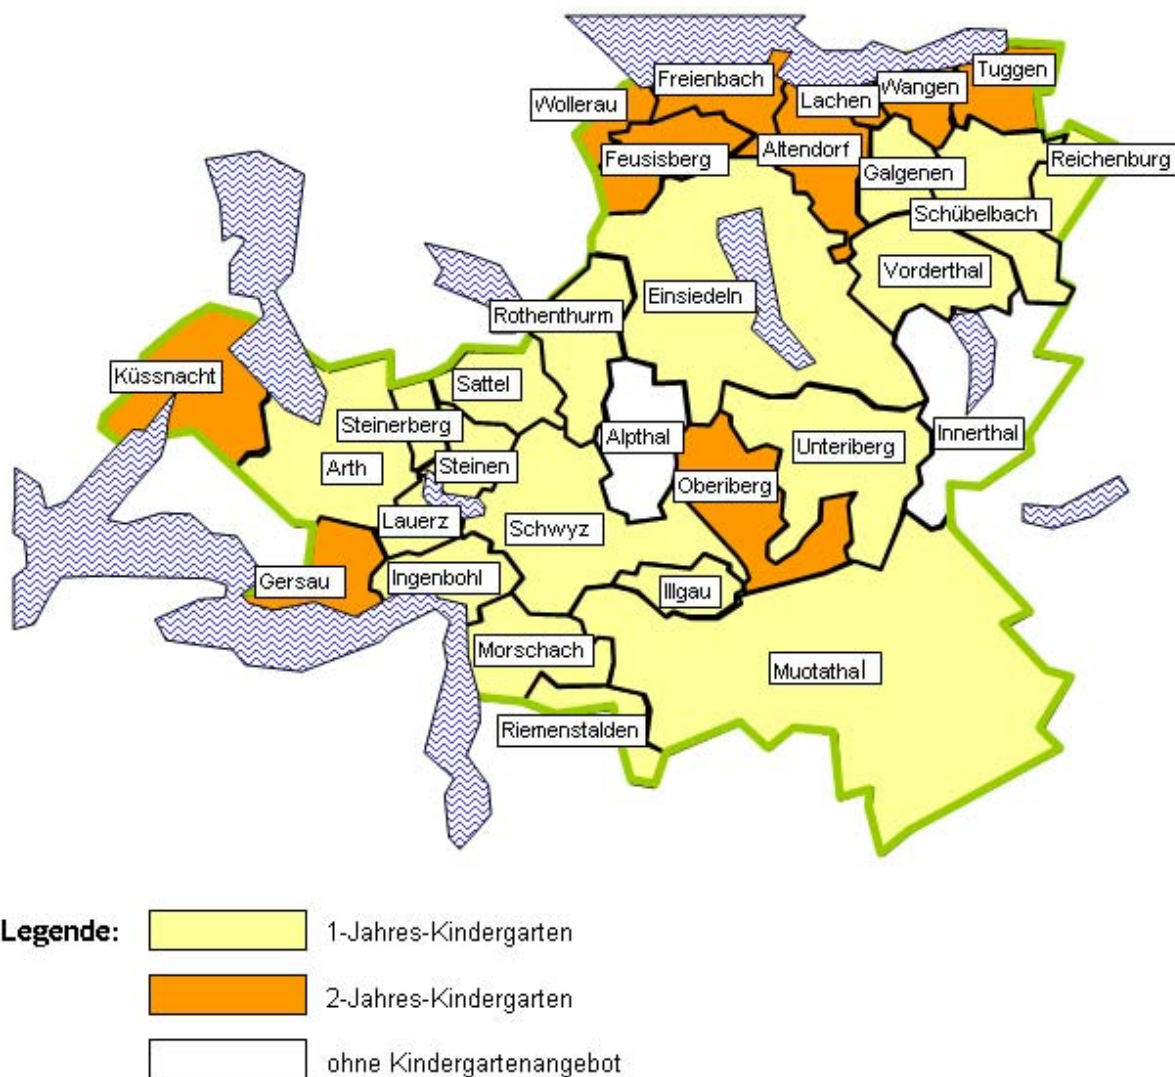 Tuggen
Freienbach
Wangen
Wollerau
Lachen
Feusisberg
Altendorf
Reichenburg
Galgenen
Schübelbach
Vorderthal
Einsiedeln
Rothenthurm
Küssnacht
Sattel
Steinerberg
Alpthal
Innerthal
Unteriberg
Arth
Steinen
Oberiberg
Lauerz
Schwyz
Gersau
Ingenbohl
Illgau
Morschach
Muotathal
Riemenstalden
Legende:
1-Jahres-Kindergarten
2-Jahres-Kindergarten
ohne Kindergartenangebot